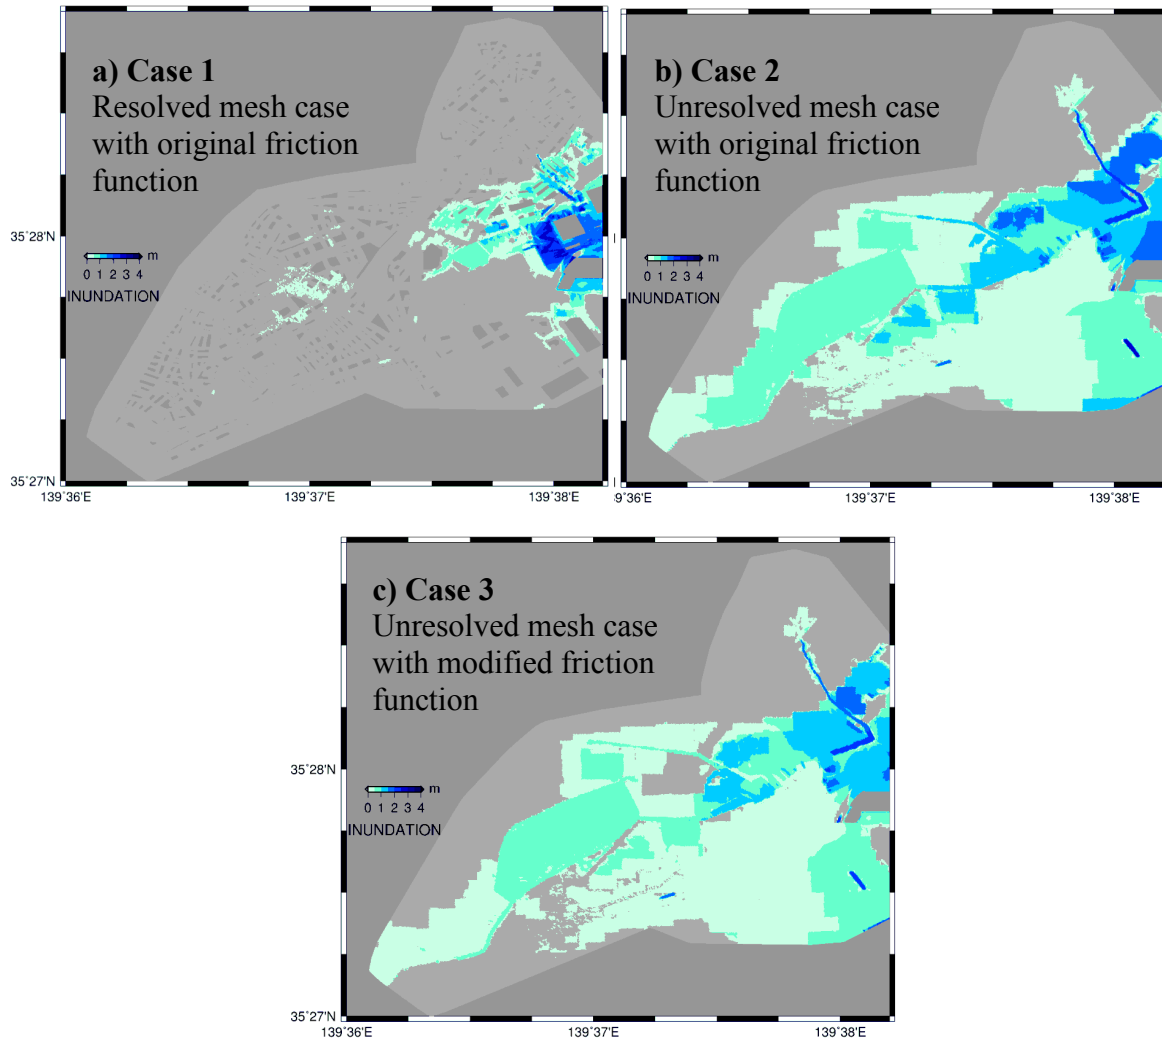 a) Case 1
Resolved mesh case
with original friction
function
35˚28'N
m
0 1 2 3 4
INUNDATION
35˚27'N
139˚36'E
139˚37'E
139˚38'E
b) Case 2
Unresolved mesh case
with original friction
function
m
0 1 2 3 4
INUNDATION
139˚36'E
139˚37'E
139˚38'E
c) Case 3
Unresolved mesh case
with modified friction
function
35˚28'N
m
0 1 2 3 4
INUNDATION
35˚27'N
139˚36'E
139˚37'E
139˚38'E